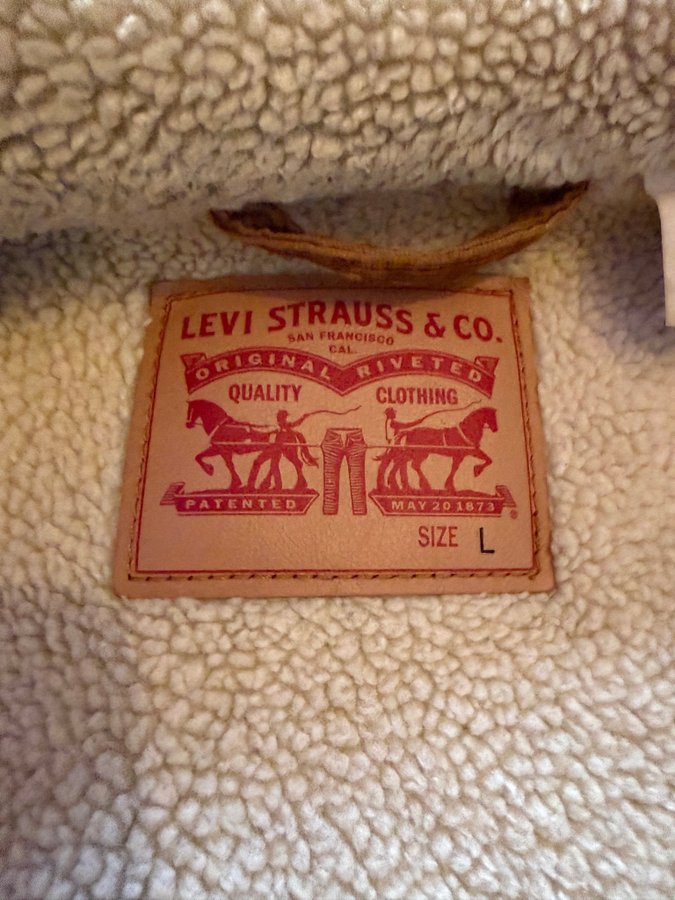 LEVI STRAUSS & CO.
SAN FRANCISCO
CAL.
ORIGINAL RIVETED
QUALITY CLOTHING
PATENTED MAY 20 1873 ®
SIZE L